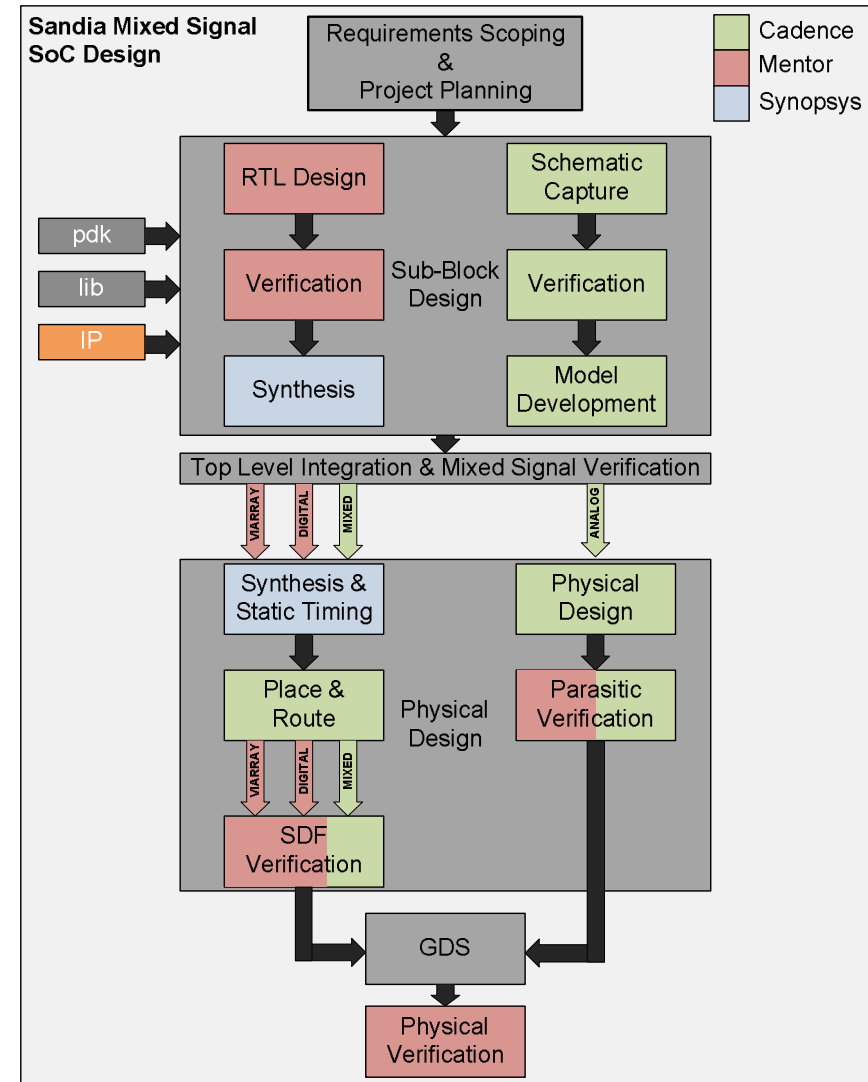 Sandia Mixed Signal
SoC Design
Requirements Scoping
&
Project Planning
Cadence
Mentor
Synopsys
pdk
lib
IP
RTL Design
Verification
Synthesis
Sub-Block
Design
Schematic
Capture
Verification
Model
Development
Top Level Integration & Mixed Signal Verification
VIARRAY
DIGITAL
MIXED
ANALOG
Synthesis &
Static Timing
Place &
Route
VIARRAY
DIGITAL
MIXED
SDF
Verification
Physical
Design
Physical
Design
Parasitic
Verification
GDS
Physical
Verification